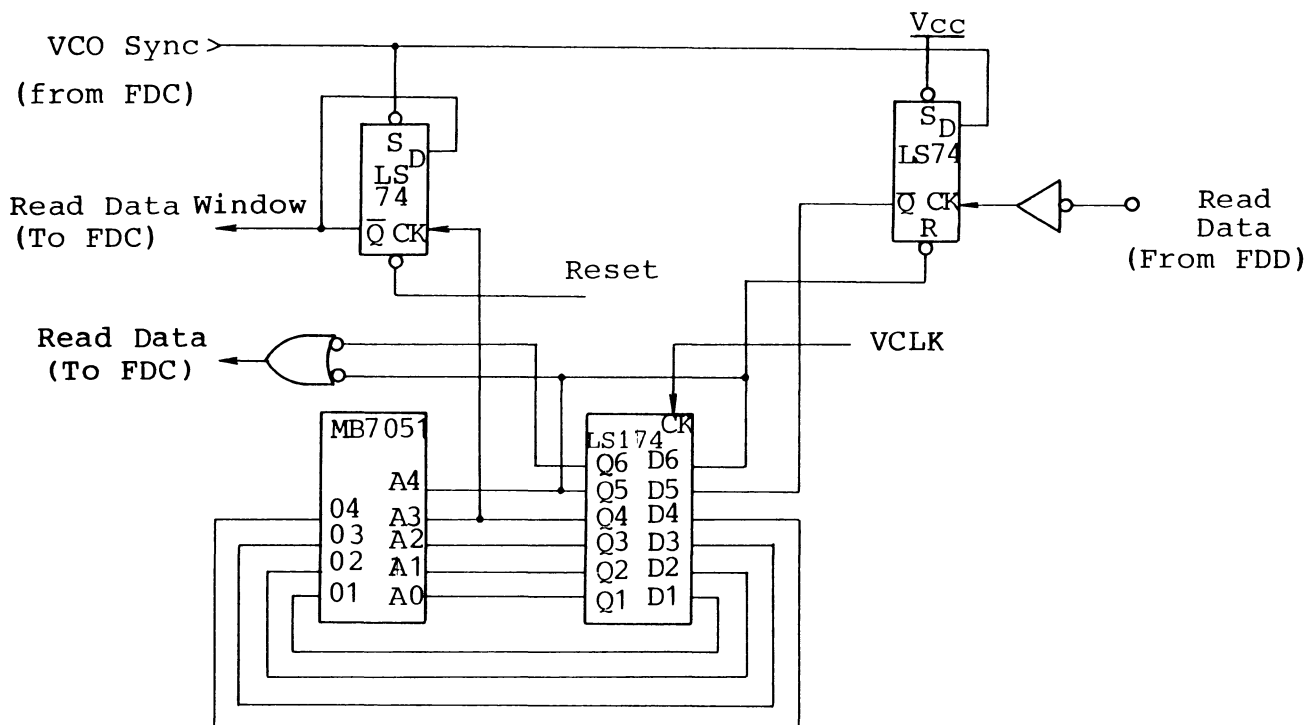 VCO Sync
(from FDC)
Vcc
S
D
LS
74
Q̅ CK
S
D
LS74
Q̅ CK
R
Read Data Window
(To FDC)
Read
Data
(From FDD)
Reset
Read Data
(To FDC)
VCLK
MB7051
A4
04 A3
03 A2
02 A1
01 A0
CK
LS174
Q6 D6
Q5 D5
Q4 D4
Q3 D3
Q2 D2
Q1 D1